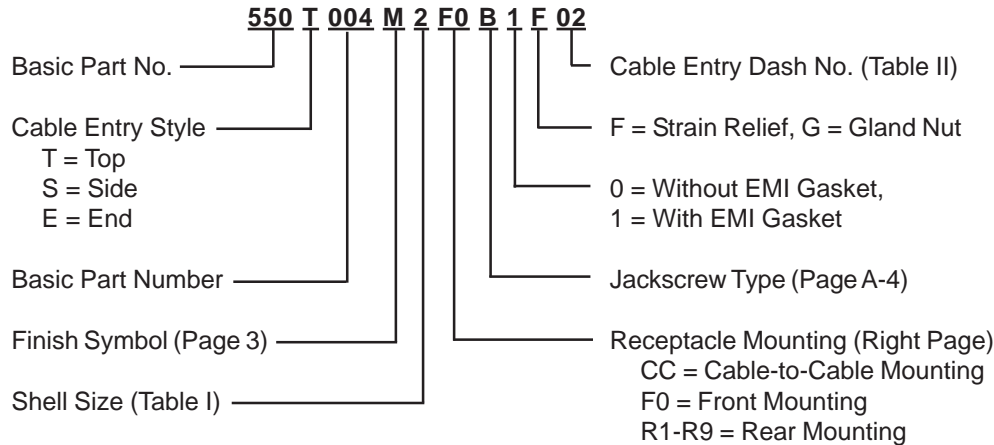 550 T 004 M 2 F0 B 1 F 02
Basic Part No.
Cable Entry Style
T = Top
S = Side
E = End
Basic Part Number
Finish Symbol (Page 3)
Shell Size (Table I)
Cable Entry Dash No. (Table II)
F = Strain Relief, G = Gland Nut
0 = Without EMI Gasket,
1 = With EMI Gasket
Jackscrew Type (Page A-4)
Receptacle Mounting (Right Page)
CC = Cable-to-Cable Mounting
F0 = Front Mounting
R1-R9 = Rear Mounting